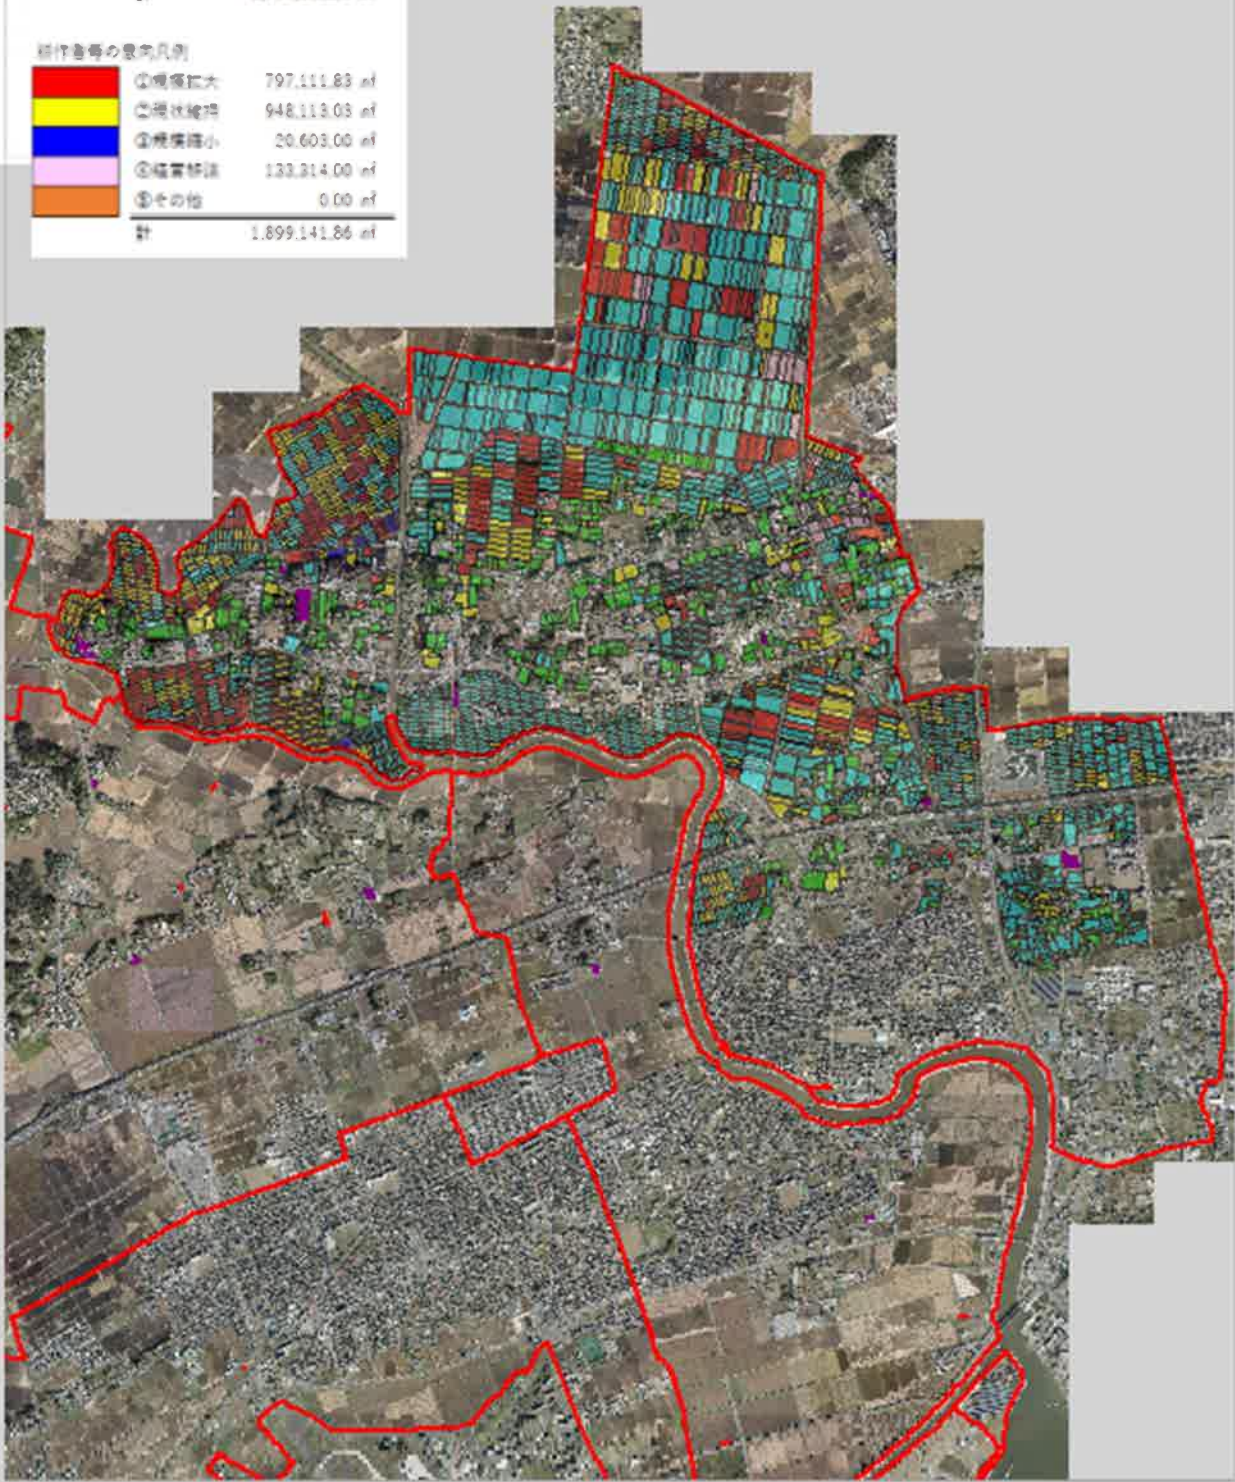 耕作者等の意向凡例
①規模拡大 797,111.83 ㎡
②現状維持 948,113.03 ㎡
③規模縮小 20,603.00 ㎡
④経営移譲 133,314.00 ㎡
⑤その他 0.00 ㎡
計 1,899,141.86 ㎡